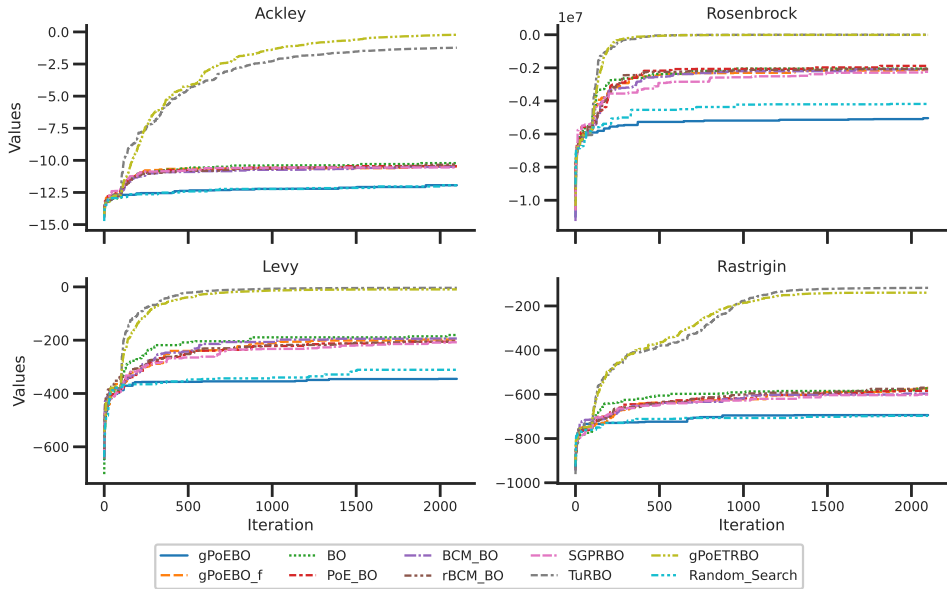 Ackley
Rosenbrock
1e7
0.0
−2.5
−5.0
−7.5
−10.0
−12.5
−15.0
Values
0.0
−0.2
−0.4
−0.6
−0.8
−1.0
Levy
Rastrigin
0
−200
−400
−600
Values
−200
−400
−600
−800
−1000
0 500 1000 1500 2000
Iteration
0 500 1000 1500 2000
Iteration
gPoEBO BO BCM_BO SGPRBO gPoETRBO
gPoEBO_f PoE_BO rBCM_BO TuRBO Random_Search